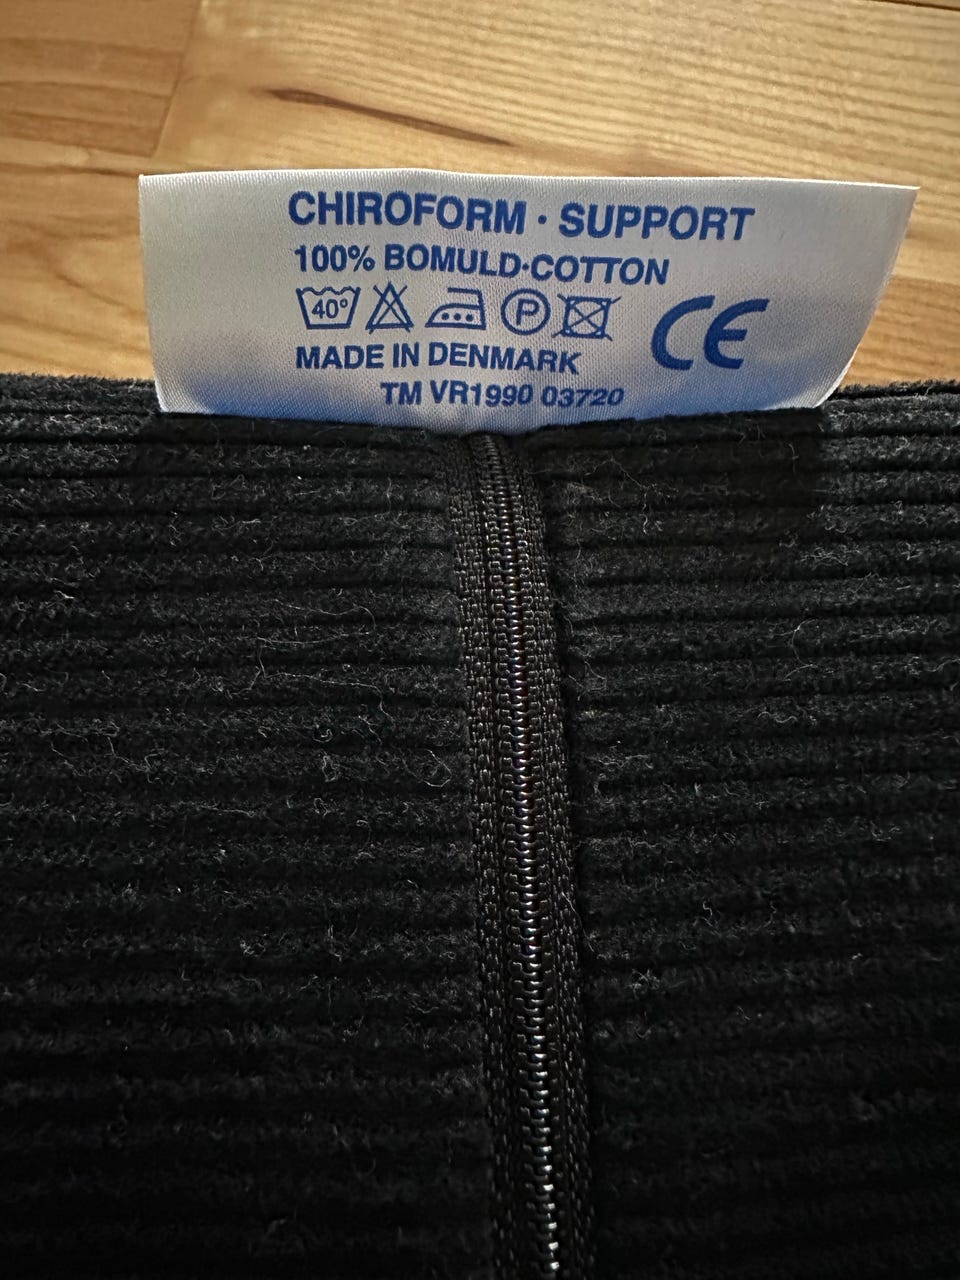 CHIROFORM · SUPPORT
100% BOMULD·COTTON
40° P CE
MADE IN DENMARK
TM VR1990 03720